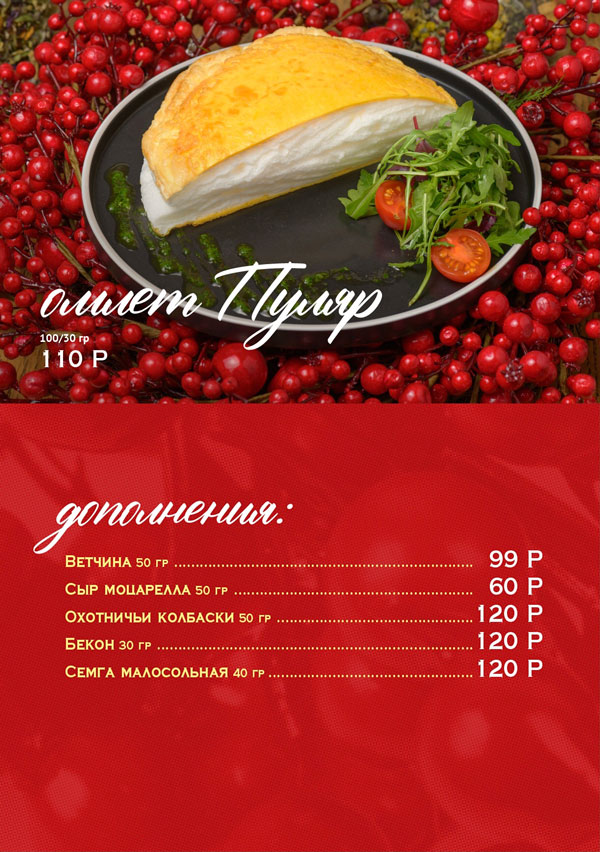 омлет Пуляр
100/30 гр
110 Р
дополнения:
Ветчина 50 гр ........................ 99 Р
Сыр моцарелла 50 гр ........................ 60 Р
Охотничьи колбаски 50 гр ........................ 120 Р
Бекон 30 гр ........................ 120 Р
Семга малосольная 40 гр ........................ 120 Р